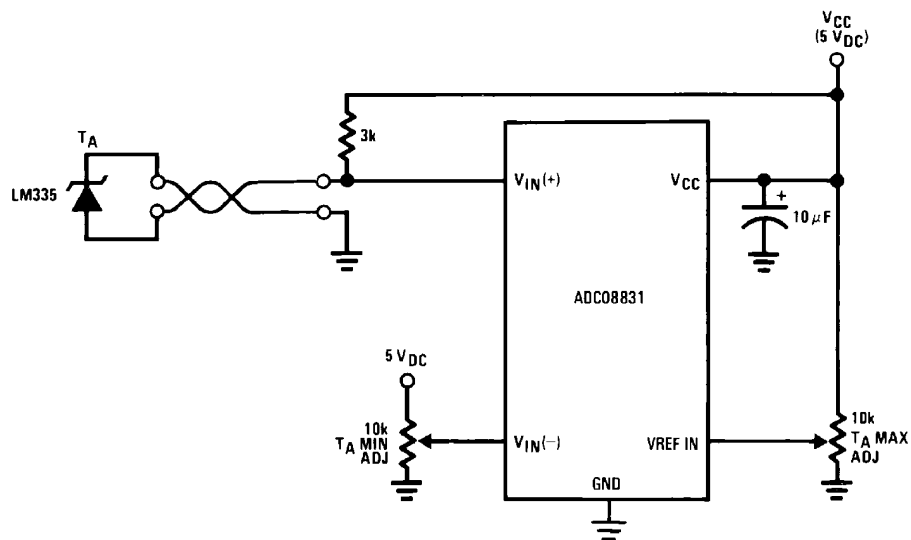 VCC
(5 VDC)
3k
TA
LM335
VIN(+)
VCC
+
10 µF
ADC08831
5 VDC
10k
TA MIN
ADJ
VIN(−)
VREF IN
10k
TA MAX
ADJ
GND